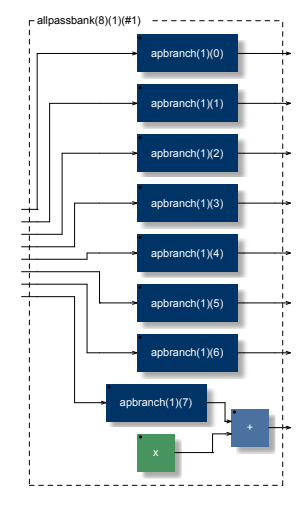 allpassbank(8)(1)(#1)
apbranch(1)(0)
apbranch(1)(1)
apbranch(1)(2)
apbranch(1)(3)
apbranch(1)(4)
apbranch(1)(5)
apbranch(1)(6)
apbranch(1)(7)
+
x